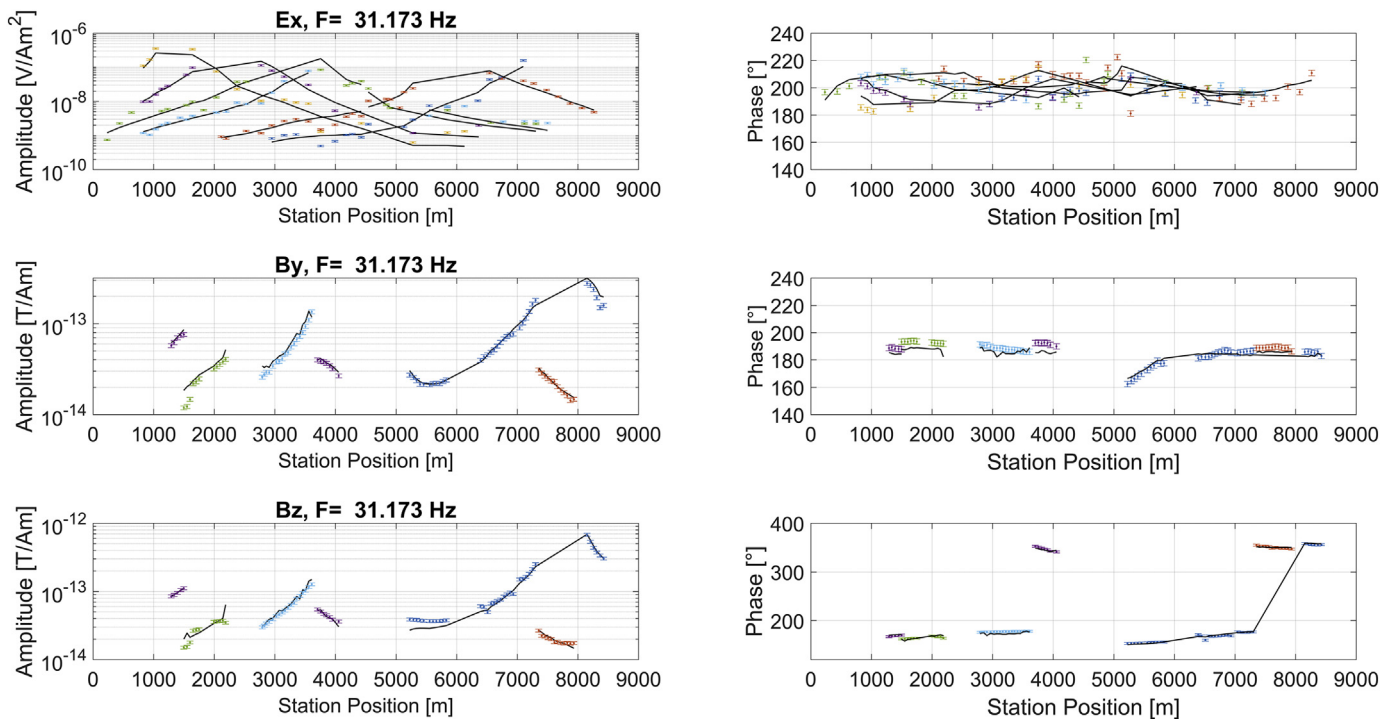 Ex, F= 31.173 Hz
Amplitude [V/Am²]
10⁻⁶
10⁻⁸
10⁻¹⁰
0 1000 2000 3000 4000 5000 6000 7000 8000 9000
Station Position [m]
Phase [°]
240
220
200
180
160
140
0 1000 2000 3000 4000 5000 6000 7000 8000 9000
Station Position [m]
By, F= 31.173 Hz
Amplitude [T/Am]
10⁻¹³
10⁻¹⁴
0 1000 2000 3000 4000 5000 6000 7000 8000 9000
Station Position [m]
Phase [°]
240
220
200
180
160
140
0 1000 2000 3000 4000 5000 6000 7000 8000 9000
Station Position [m]
Bz, F= 31.173 Hz
Amplitude [T/Am]
10⁻¹²
10⁻¹³
10⁻¹⁴
0 1000 2000 3000 4000 5000 6000 7000 8000 9000
Station Position [m]
Phase [°]
400
300
200
0 1000 2000 3000 4000 5000 6000 7000 8000 9000
Station Position [m]